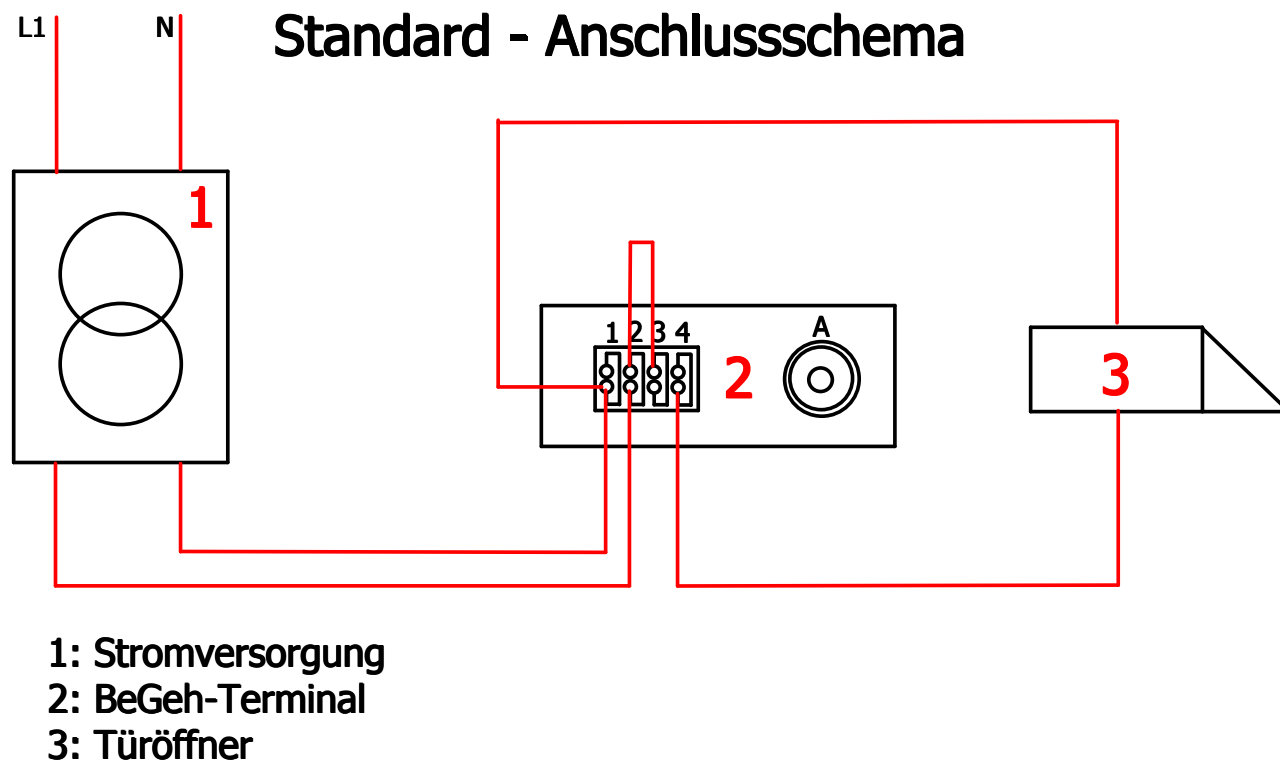 L1 N Standard - Anschlussschema
1
1 2 3 4 A
2
3
1: Stromversorgung
2: BeGeh-Terminal
3: Türöffner